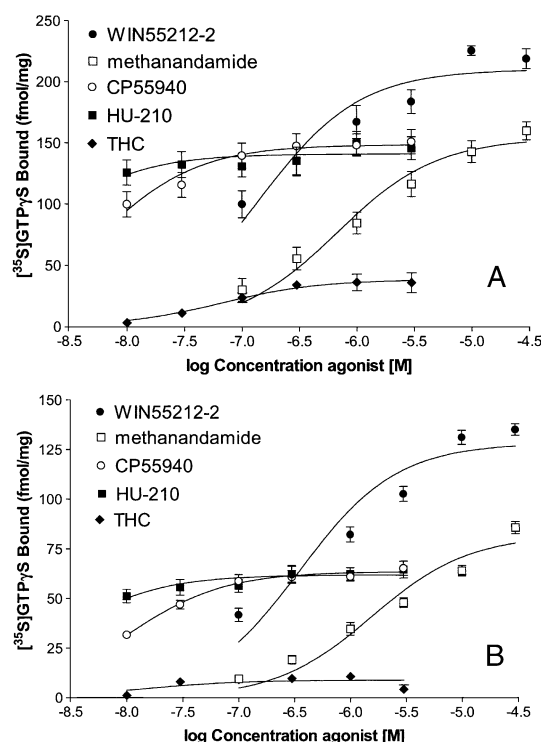 250
200
150
100
50
0
[³⁵S]GTPγS Bound (fmol/mg)
WIN55212-2
methanandamide
CP55940
HU-210
THC
A
-8.5 -8.0 -7.5 -7.0 -6.5 -6.0 -5.5 -5.0 -4.5
log Concentration agonist [M]
150
125
100
75
50
25
0
[³⁵S]GTPγS Bound (fmol/mg)
WIN55212-2
methanandamide
CP55940
HU-210
THC
B
-8.5 -8.0 -7.5 -7.0 -6.5 -6.0 -5.5 -5.0 -4.5
log Concentration agonist [M]